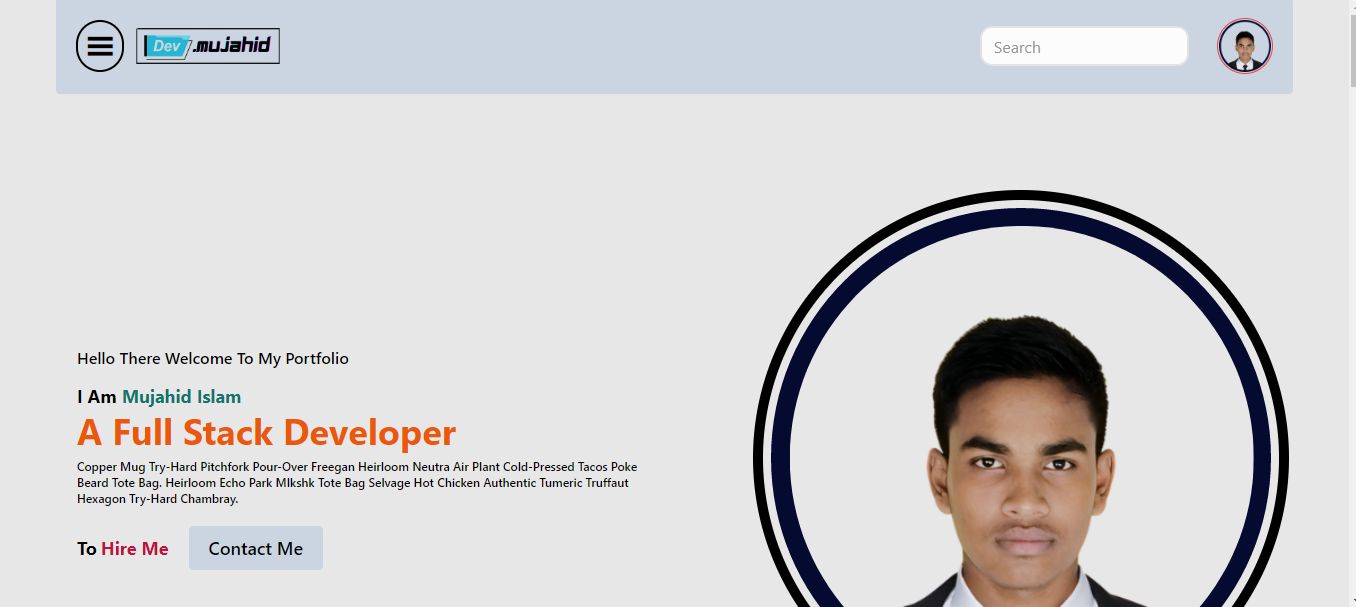 Dev .mujahid
Search
Hello There Welcome To My Portfolio
I Am Mujahid Islam
A Full Stack Developer
Copper Mug Try-Hard Pitchfork Pour-Over Freegan Heirloom Neutra Air Plant Cold-Pressed Tacos Poke
Beard Tote Bag. Heirloom Echo Park Mlkshk Tote Bag Selvage Hot Chicken Authentic Tumeric Truffaut
Hexagon Try-Hard Chambray.
To Hire Me
Contact Me